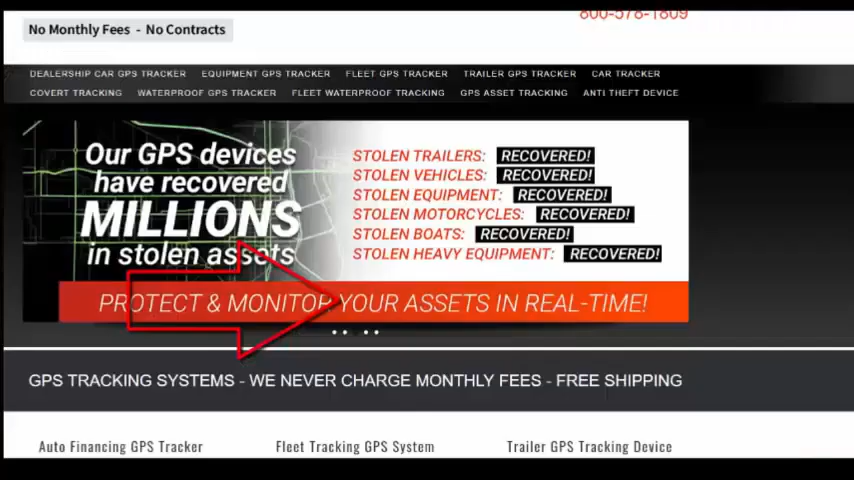 800-578-1809
No Monthly Fees - No Contracts
DEALERSHIP CAR GPS TRACKER EQUIPMENT GPS TRACKER FLEET GPS TRACKER TRAILER GPS TRACKER CAR TRACKER
COVERT TRACKING WATERPROOF GPS TRACKER FLEET WATERPROOF TRACKING GPS ASSET TRACKING ANTI THEFT DEVICE
Our GPS devices
have recovered
MILLIONS
in stolen assets
STOLEN TRAILERS: RECOVERED!
STOLEN VEHICLES: RECOVERED!
STOLEN EQUIPMENT: RECOVERED!
STOLEN MOTORCYCLES: RECOVERED!
STOLEN BOATS: RECOVERED!
STOLEN HEAVY EQUIPMENT: RECOVERED!
PROTECT & MONITOR YOUR ASSETS IN REAL-TIME!
GPS TRACKING SYSTEMS - WE NEVER CHARGE MONTHLY FEES - FREE SHIPPING
Auto Financing GPS Tracker Fleet Tracking GPS System Trailer GPS Tracking Device